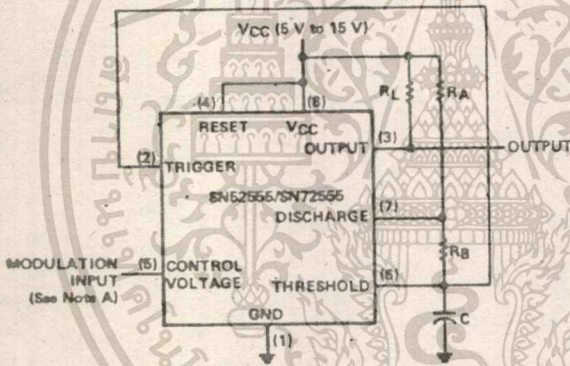 VCC (5 V to 15 V)
RL
RA
(4)
(8)
RESET
VCC
(3)
OUTPUT
OUTPUT
(2)
TRIGGER
SN52555/SN72555
(7)
DISCHARGE
RB
MODULATION
INPUT
(See Note A)
(5)
CONTROL
VOLTAGE
(6)
THRESHOLD
C
GND
(1)